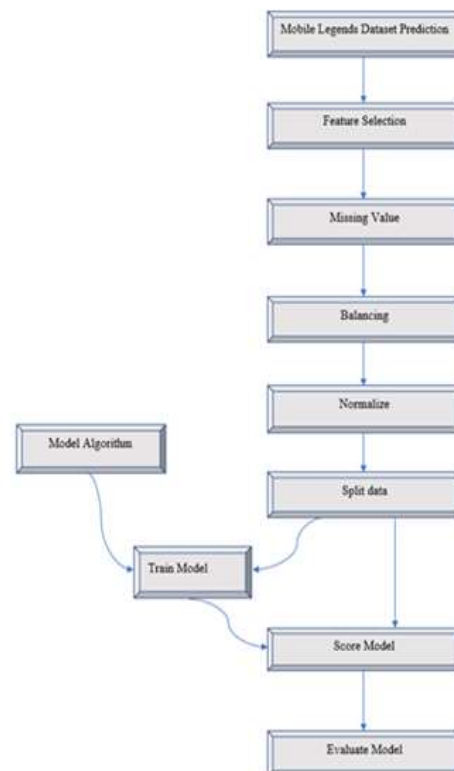 Mobile Legends Dataset Prediction
Feature Selection
Missing Value
Balancing
Normalize
Model Algorithm
Split data
Train Model
Score Model
Evaluate Model